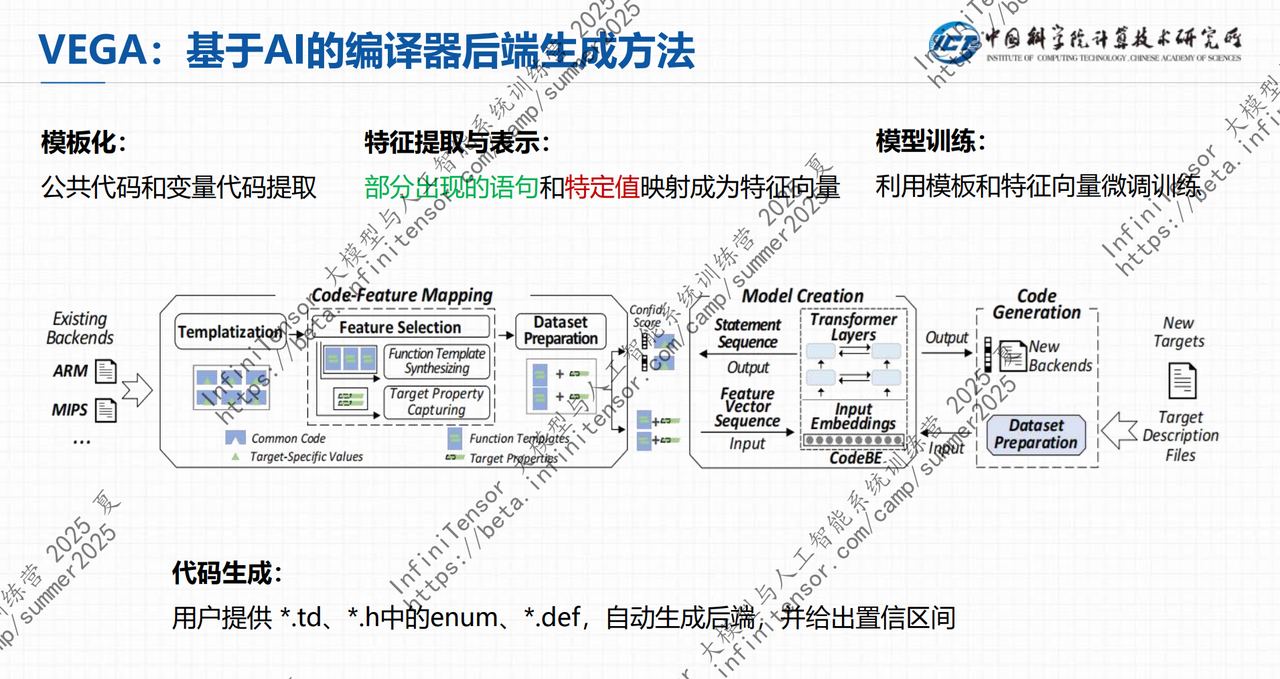 VEGA：基于AI的编译器后端生成方法
中国科学院计算技术研究所
INSTITUTE OF COMPUTING TECHNOLOGY, CHINESE ACADEMY OF SCIENCES
模板化：
公共代码和变量代码提取
特征提取与表示：
部分出现的语句和特定值映射成为特征向量
模型训练：
利用模板和特征向量微调训练
Existing
Backends
ARM
MIPS
...
Code-Feature Mapping
Templatization
Feature Selection
Function Template
Synthesizing
Target Property
Capturing
Dataset
Preparation
Common Code
Target-Specific Values
Function Templates
Target Properties
Score
Model Creation
Statement
Sequence
Output
Feature
Vector
Sequence
Input
Transformer
Layers
Input
Embeddings
CodeBE
Output
Input
Code
Generation
New
Backends
Dataset
Preparation
New
Targets
Target
Description
Files
代码生成：
用户提供 *.td、*.h中的enum、*.def，自动生成后端，并给出置信区间
InfiniTensor 大模型与人工智能系统训练营 2025 夏
https://beta.infinitensor.com/camp/summer2025